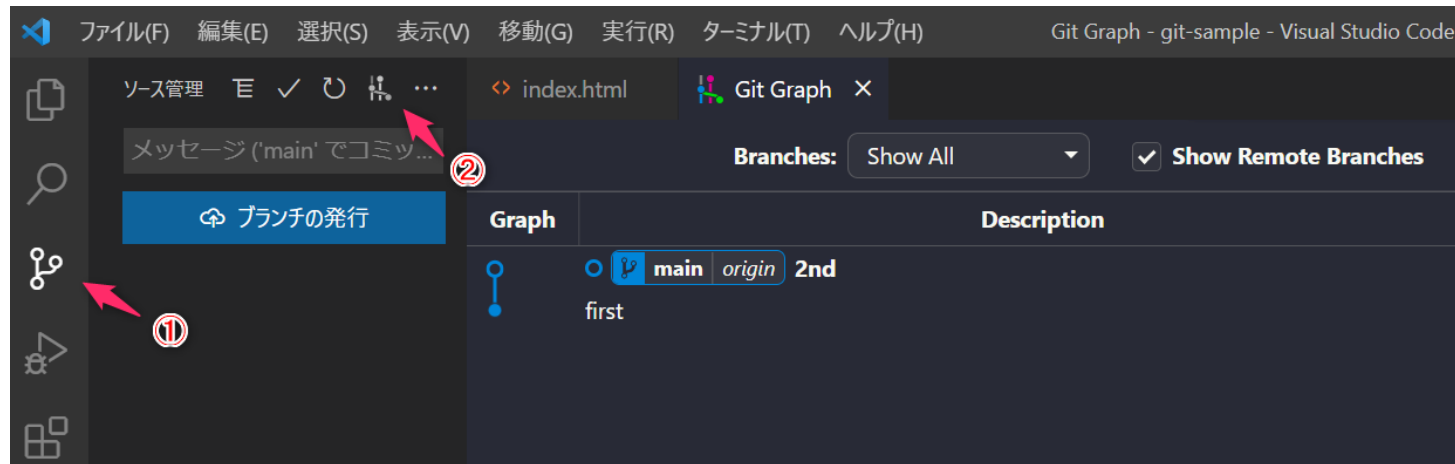 ファイル(F) 編集(E) 選択(S) 表示(V) 移動(G) 実行(R) ターミナル(T) ヘルプ(H) Git Graph - git-sample - Visual Studio Code
ソース管理 … index.html Git Graph ×
メッセージ ('main' でコミッ...
②
Branches: Show All Show Remote Branches
ブランチの発行
Graph Description
main origin 2nd
first
①